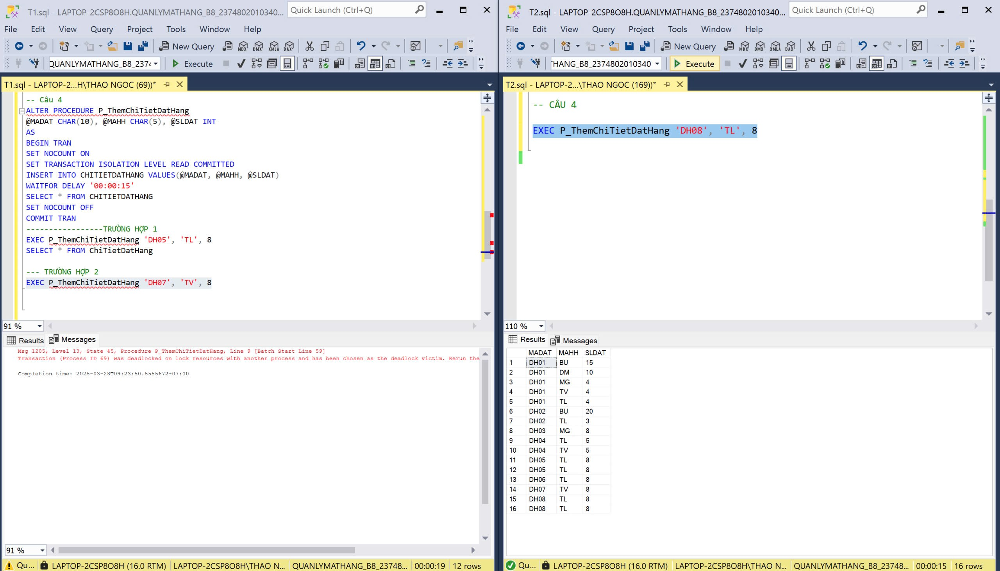 T1.sql - LAPTOP-2CSP8O8H.QUANLYMATHANG_B8_2374802010340...
Quick Launch (Ctrl+Q)
File Edit View Query Project Tools Window Help
New Query MDX DMX XMLA DAX
QUANLYMATHANG_B8_2374 Execute
T1.sql - LAPTOP-2...H\THAO NGOC (69))*
-- Câu 4
ALTER PROCEDURE P_ThemChiTietDatHang
@MADAT CHAR(10), @MAHH CHAR(5), @SLDAT INT
AS
BEGIN TRAN
SET NOCOUNT ON
SET TRANSACTION ISOLATION LEVEL READ COMMITTED
INSERT INTO CHITIETDATHANG VALUES(@MADAT, @MAHH, @SLDAT)
WAITFOR DELAY '00:00:15'
SELECT * FROM CHITIETDATHANG
SET NOCOUNT OFF
COMMIT TRAN
-----------------TRƯỜNG HỢP 1
EXEC P_ThemChiTietDatHang 'DH05', 'TL', 8
SELECT * FROM ChiTietDatHang
--- TRƯỜNG HỢP 2
EXEC P_ThemChiTietDatHang 'DH07', 'TV', 8
91 %
Results Messages
Msg 1205, Level 13, State 45, Procedure P_ThemChiTietDatHang, Line 9 [Batch Start Line 59]
Transaction (Process ID 69) was deadlocked on lock resources with another process and has been chosen as the deadlock victim. Rerun the
Completion time: 2025-03-28T09:23:50.5555672+07:00
91 %
Qu... LAPTOP-2CSP8O8H (16.0 RTM) LAPTOP-2CSP8O8H\THAO N... QUANLYMATHANG_B8_23748... 00:00:19 12 rows
T2.sql - LAPTOP-2CSP8O8H.QUANLYMATHANG_B8_2374802010340...
Quick Launch (Ctrl+Q)
File Edit View Query Project Tools Window Help
New Query MDX DMX XMLA DAX
HANG_B8_2374802010340 Execute
T2.sql - LAPTOP-2...\THAO NGOC (169))*
-- CÂU 4
EXEC P_ThemChiTietDatHang 'DH08', 'TL', 8
110 %
Results Messages
MADAT MAHH SLDAT
1 DH01 BU 15
2 DH01 DM 10
3 DH01 MG 4
4 DH01 TV 4
5 DH01 TL 4
6 DH02 BU 20
7 DH02 TL 3
8 DH03 MG 8
9 DH04 TL 5
10 DH04 TV 5
11 DH05 TL 8
12 DH05 TL 8
13 DH06 TL 8
14 DH07 TV 8
15 DH08 TL 8
16 DH08 TL 8
Qu... LAPTOP-2CSP8O8H (16.0 RTM) LAPTOP-2CSP8O8H\THAO N... QUANLYMATHANG_B8_23748... 00:00:15 16 rows